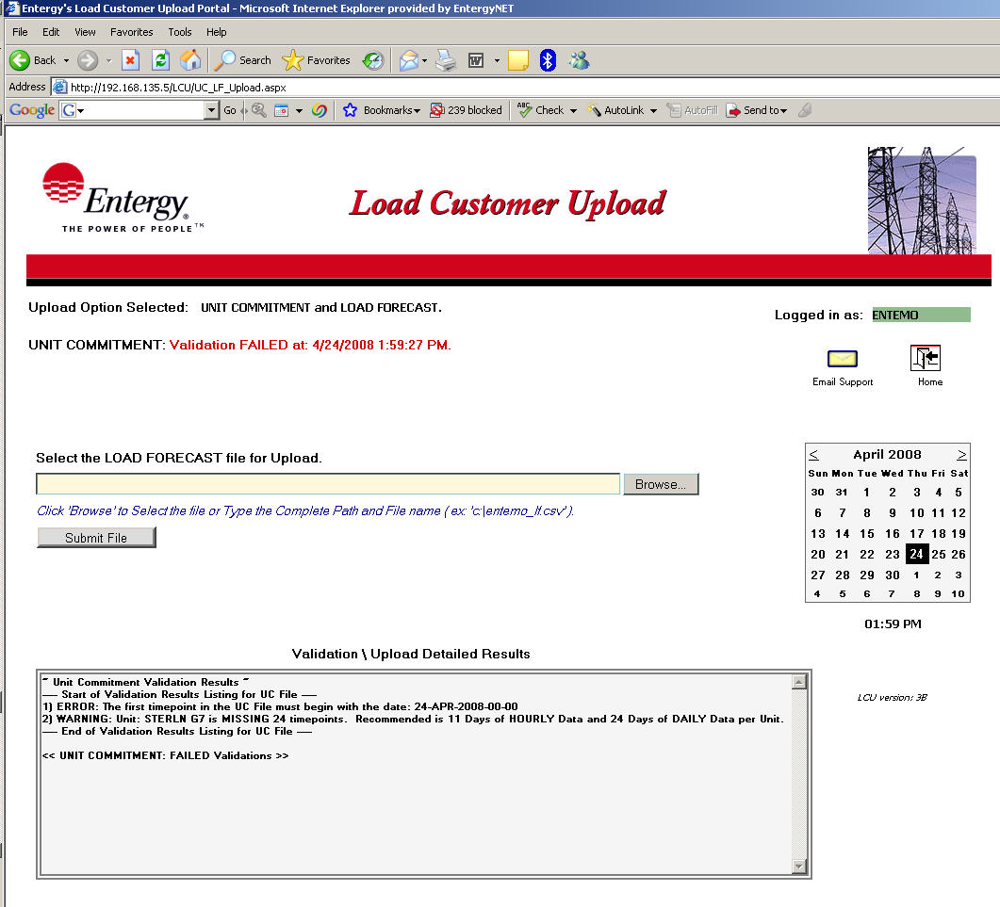 Entergy's Load Customer Upload Portal - Microsoft Internet Explorer provided by EntergyNET
File Edit View Favorites Tools Help
Back Search Favorites
Address http://192.168.135.5/LCU/UC_LF_Upload.aspx
Google G Go Bookmarks 239 blocked ABC Check AutoLink AutoFill Send to
Entergy®
THE POWER OF PEOPLE™
Load Customer Upload
Upload Option Selected: UNIT COMMITMENT and LOAD FORECAST.
Logged in as: ENTEMO
UNIT COMMITMENT: Validation FAILED at: 4/24/2008 1:59:27 PM.
Email Support Home
Select the LOAD FORECAST file for Upload.
Browse...
Click 'Browse' to Select the file or Type the Complete Path and File name ( ex: 'c:\entemo_lf.csv' ).
Submit File
< April 2008 >
Sun Mon Tue Wed Thu Fri Sat
30 31 1 2 3 4 5
6 7 8 9 10 11 12
13 14 15 16 17 18 19
20 21 22 23 24 25 26
27 28 29 30 1 2 3
4 5 6 7 8 9 10
01:59 PM
Validation \ Upload Detailed Results
~ Unit Commitment Validation Results ~
--- Start of Validation Results Listing for UC File ---
1) ERROR: The first timepoint in the UC File must begin with the date: 24-APR-2008-00-00
2) WARNING: Unit: STERLN G7 is MISSING 24 timepoints. Recommended is 11 Days of HOURLY Data and 24 Days of DAILY Data per Unit.
--- End of Validation Results Listing for UC File ---
<< UNIT COMMITMENT: FAILED Validations >>
LCU version: 3B